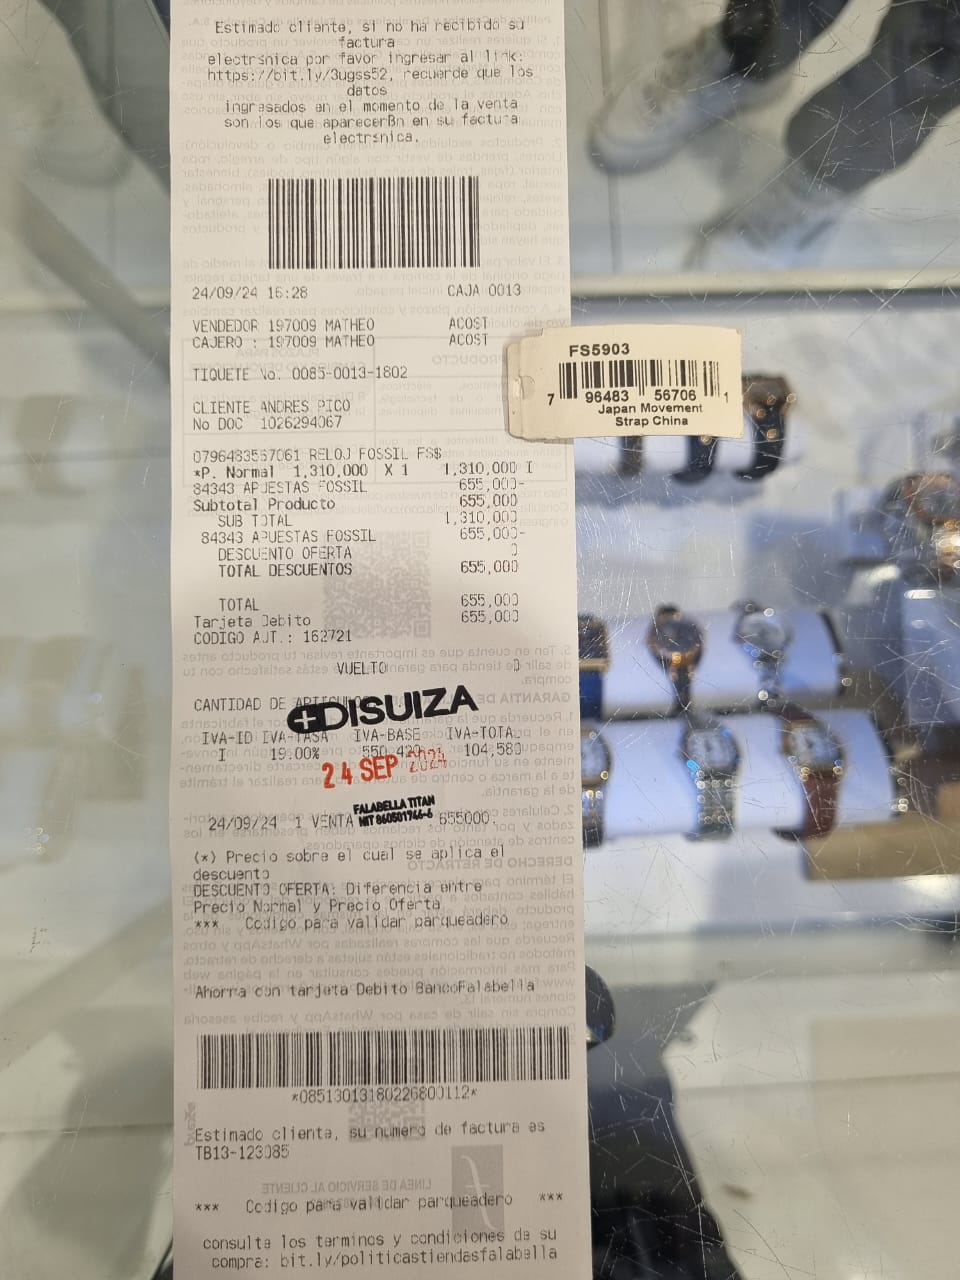 Estimado cliente, si no ha recibido su
factura
electrsnica por favor ingresar al link:
https://bit.ly/3ugss52, recuerde que los
datos
ingresados en el momento de la venta
son los que aparecerBn en su factura
electrsnica.
24/09/24 16:28 CAJA 0013
VENDEDOR 197009 MATHEO ACOST
CAJERO : 197009 MATHEO ACOST
TIQUETE No. 0085-0013-1802
CLIENTE ANDRES PICO
No DOC 1026294067
0796483567061 RELOJ FOSSIL FS$
*P. Normal 1,310,000 X 1 1,310,000 I
84343 APUESTAS FOSSIL 655,000-
Subtotal Producto 655,000
SUB TOTAL 1,310,000
84343 APUESTAS FOSSIL 655,000-
DESCUENTO OFERTA 0
TOTAL DESCUENTOS 655,000
TOTAL 655,000
Tarjeta Debito 655,000
CODIGO AUT.: 162721
VUELTO 0
CANTIDAD DE ARTICULOS
DISUIZA
IVA-ID IVA-TASA IVA-BASE IVA-TOTAL
I 19.00% 550,420 104,580
24 SEP 2024
FALABELLA TITAN
NIT 860501746-6
24/09/24 1 VENTA 655000
(*) Precio sobre el cual se aplica el
descuento
DESCUENTO OFERTA: Diferencia entre
Precio Normal y Precio Oferta
*** Codigo para validar parqueadero
Ahorra con tarjeta Debito BancoFalabella
*08513013180226800112*
Estimado cliente, su numero de factura es
TB13-123085
*** Codigo para validar parqueadero ***
consulte los terminos y condiciones de su
compra: bit.ly/politicastiendasfalabella
FS5903
7 96483 56706 1
Japan Movement
Strap China